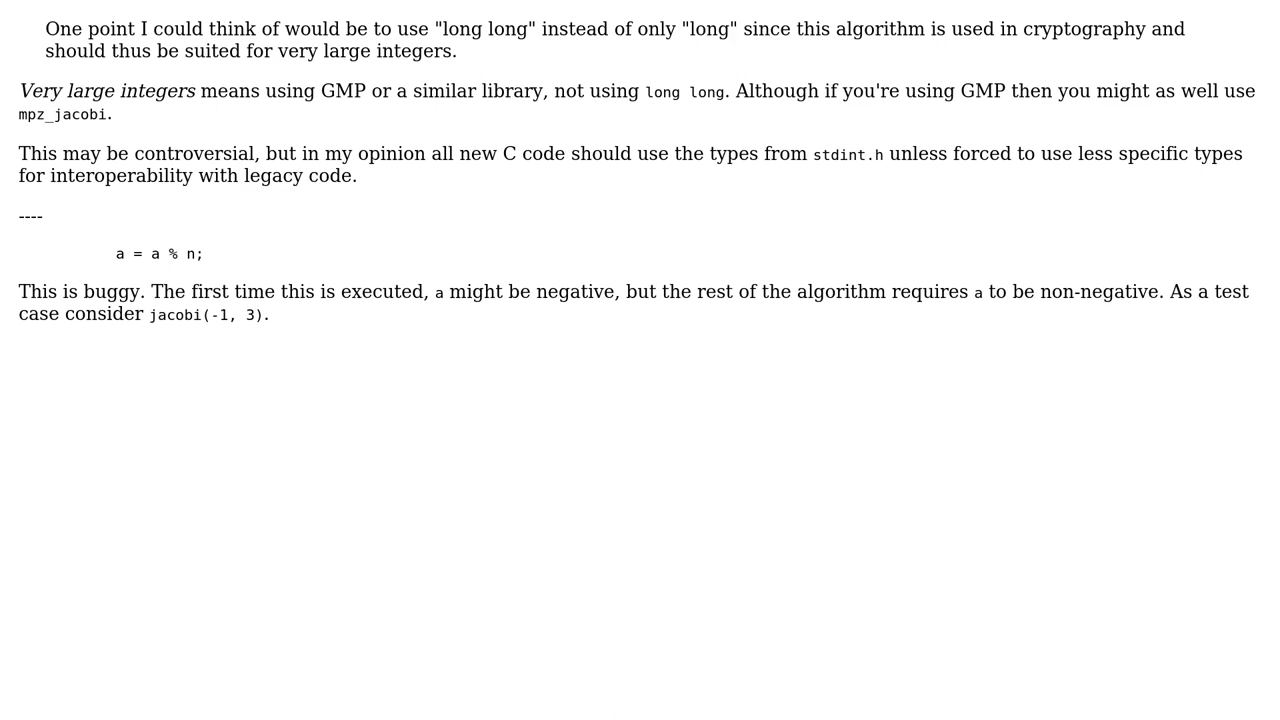 One point I could think of would be to use "long long" instead of only "long" since this algorithm is used in cryptography and
should thus be suited for very large integers.
Very large integers means using GMP or a similar library, not using long long. Although if you're using GMP then you might as well use
mpz_jacobi.
This may be controversial, but in my opinion all new C code should use the types from stdint.h unless forced to use less specific types
for interoperability with legacy code.
----
a = a % n;
This is buggy. The first time this is executed, a might be negative, but the rest of the algorithm requires a to be non-negative. As a test
case consider jacobi(-1, 3).